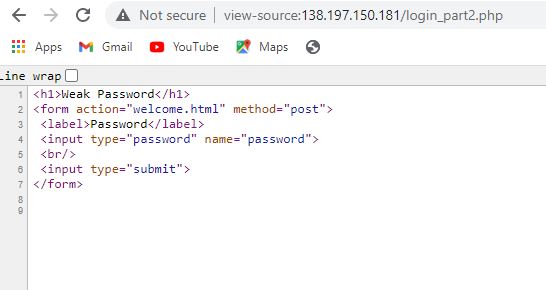 Not secure | view-source:138.197.150.181/login_part2.php
Apps Gmail YouTube Maps
Line wrap
1 <h1>Weak Password</h1>
2 <form action="welcome.html" method="post">
3 <label>Password</label>
4 <input type="password" name="password">
5 <br/>
6 <input type="submit">
7 </form>
8
9